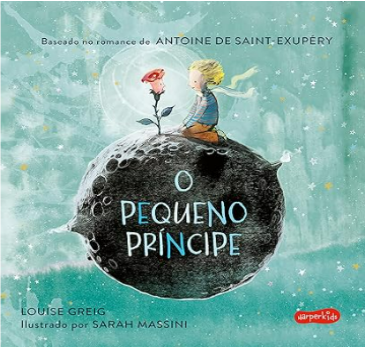 Baseado no romance de ANTOINE DE SAINT-EXUPÉRY
O
PEQUENO
PRÍNCIPE
LOUISE GREIG
Ilustrado por SARAH MASSINI
HarperKids